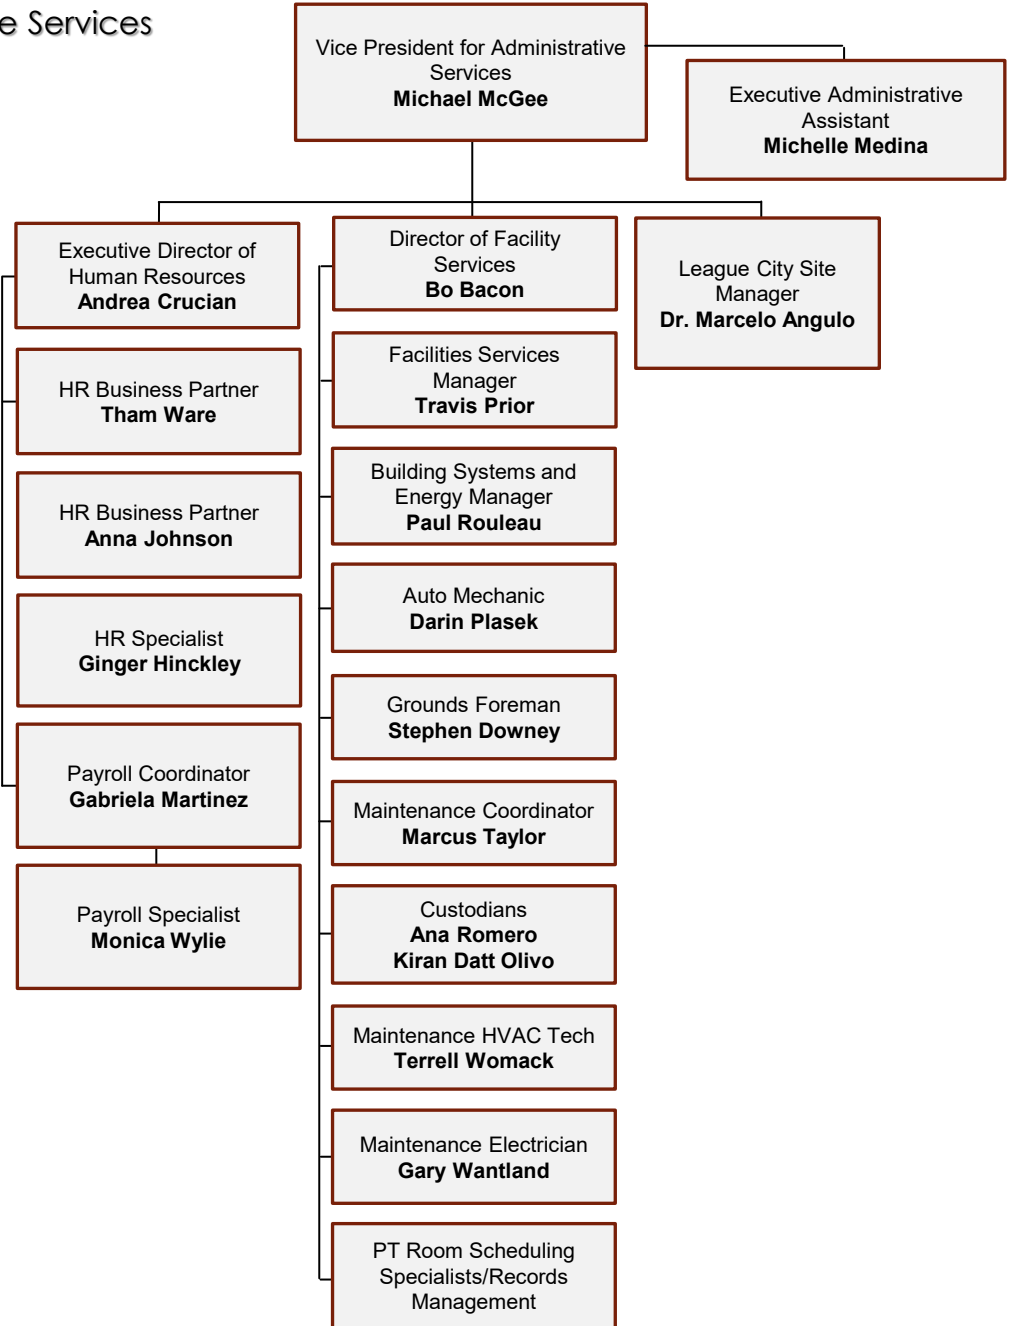 e Services
Vice President for Administrative
Services
Michael McGee
Executive Administrative
Assistant
Michelle Medina
Executive Director of
Human Resources
Andrea Crucian
HR Business Partner
Tham Ware
HR Business Partner
Anna Johnson
HR Specialist
Ginger Hinckley
Payroll Coordinator
Gabriela Martinez
Payroll Specialist
Monica Wylie
Director of Facility
Services
Bo Bacon
Facilities Services
Manager
Travis Prior
Building Systems and
Energy Manager
Paul Rouleau
Auto Mechanic
Darin Plasek
Grounds Foreman
Stephen Downey
Maintenance Coordinator
Marcus Taylor
Custodians
Ana Romero
Kiran Datt Olivo
Maintenance HVAC Tech
Terrell Womack
Maintenance Electrician
Gary Wantland
PT Room Scheduling
Specialists/Records
Management
League City Site
Manager
Dr. Marcelo Angulo